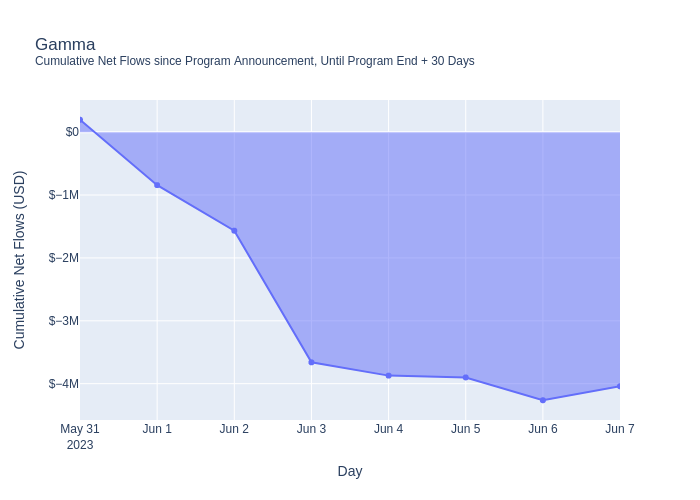 Gamma
Cumulative Net Flows since Program Announcement, Until Program End + 30 Days
Cumulative Net Flows (USD)
$0
$−1M
$−2M
$−3M
$−4M
May 31
2023
Jun 1
Jun 2
Jun 3
Jun 4
Jun 5
Jun 6
Jun 7
Day